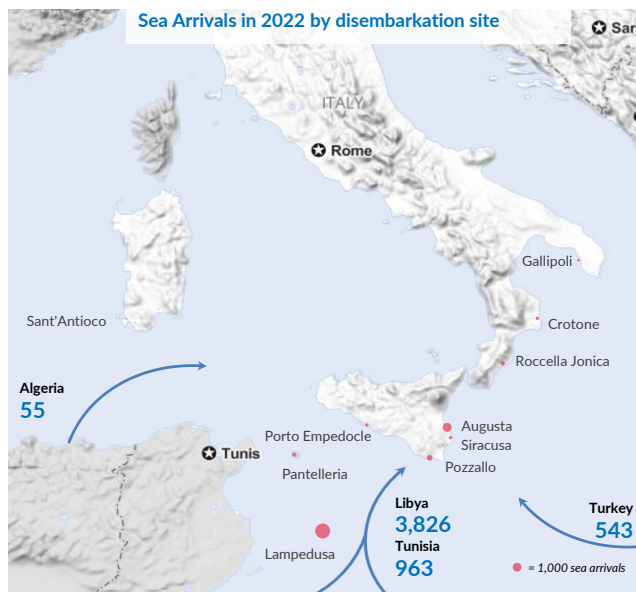 Sea Arrivals in 2022 by disembarkation site
ITALY
Rome
Gallipoli
Sant'Antioco
Crotone
Roccella Jonica
Algeria
55
Augusta
Porto Empedocle
Siracusa
Tunis
Pozzallo
Pantelleria
Libya
3,826
Turkey
543
Tunisia
963
Lampedusa
= 1,000 sea arrivals